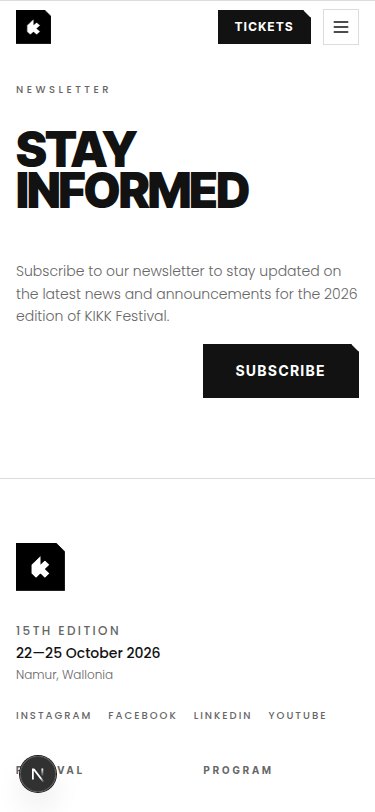 TICKETS
NEWSLETTER
STAY
INFORMED
Subscribe to our newsletter to stay updated on
the latest news and announcements for the 2026
edition of KIKK Festival.
SUBSCRIBE
15TH EDITION
22—25 October 2026
Namur, Wallonia
INSTAGRAM FACEBOOK LINKEDIN YOUTUBE
N
PROGRAM